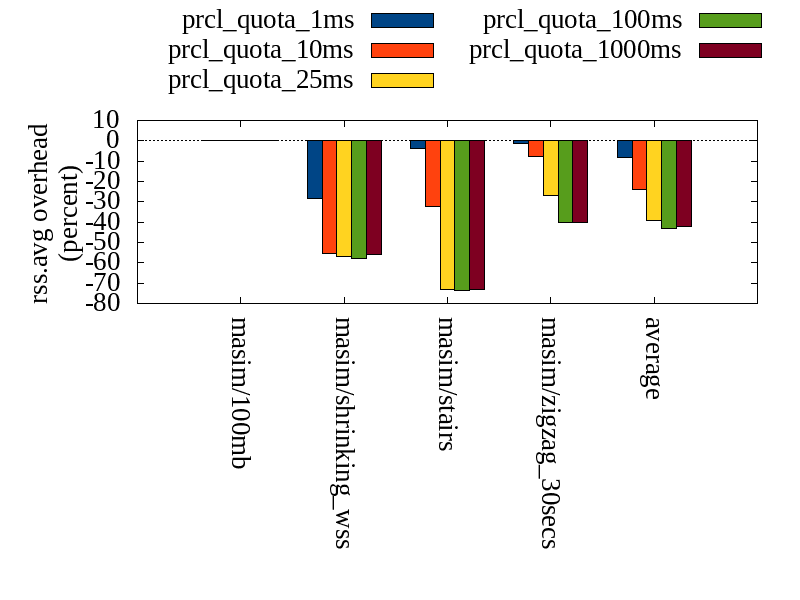 prcl_quota_1ms
prcl_quota_10ms
prcl_quota_25ms
prcl_quota_100ms
prcl_quota_1000ms
rss.avg overhead
(percent)
10
0
-10
-20
-30
-40
-50
-60
-70
-80
masim/100mb
masim/shrinking_wss
masim/stairs
masim/zigzag_30secs
average